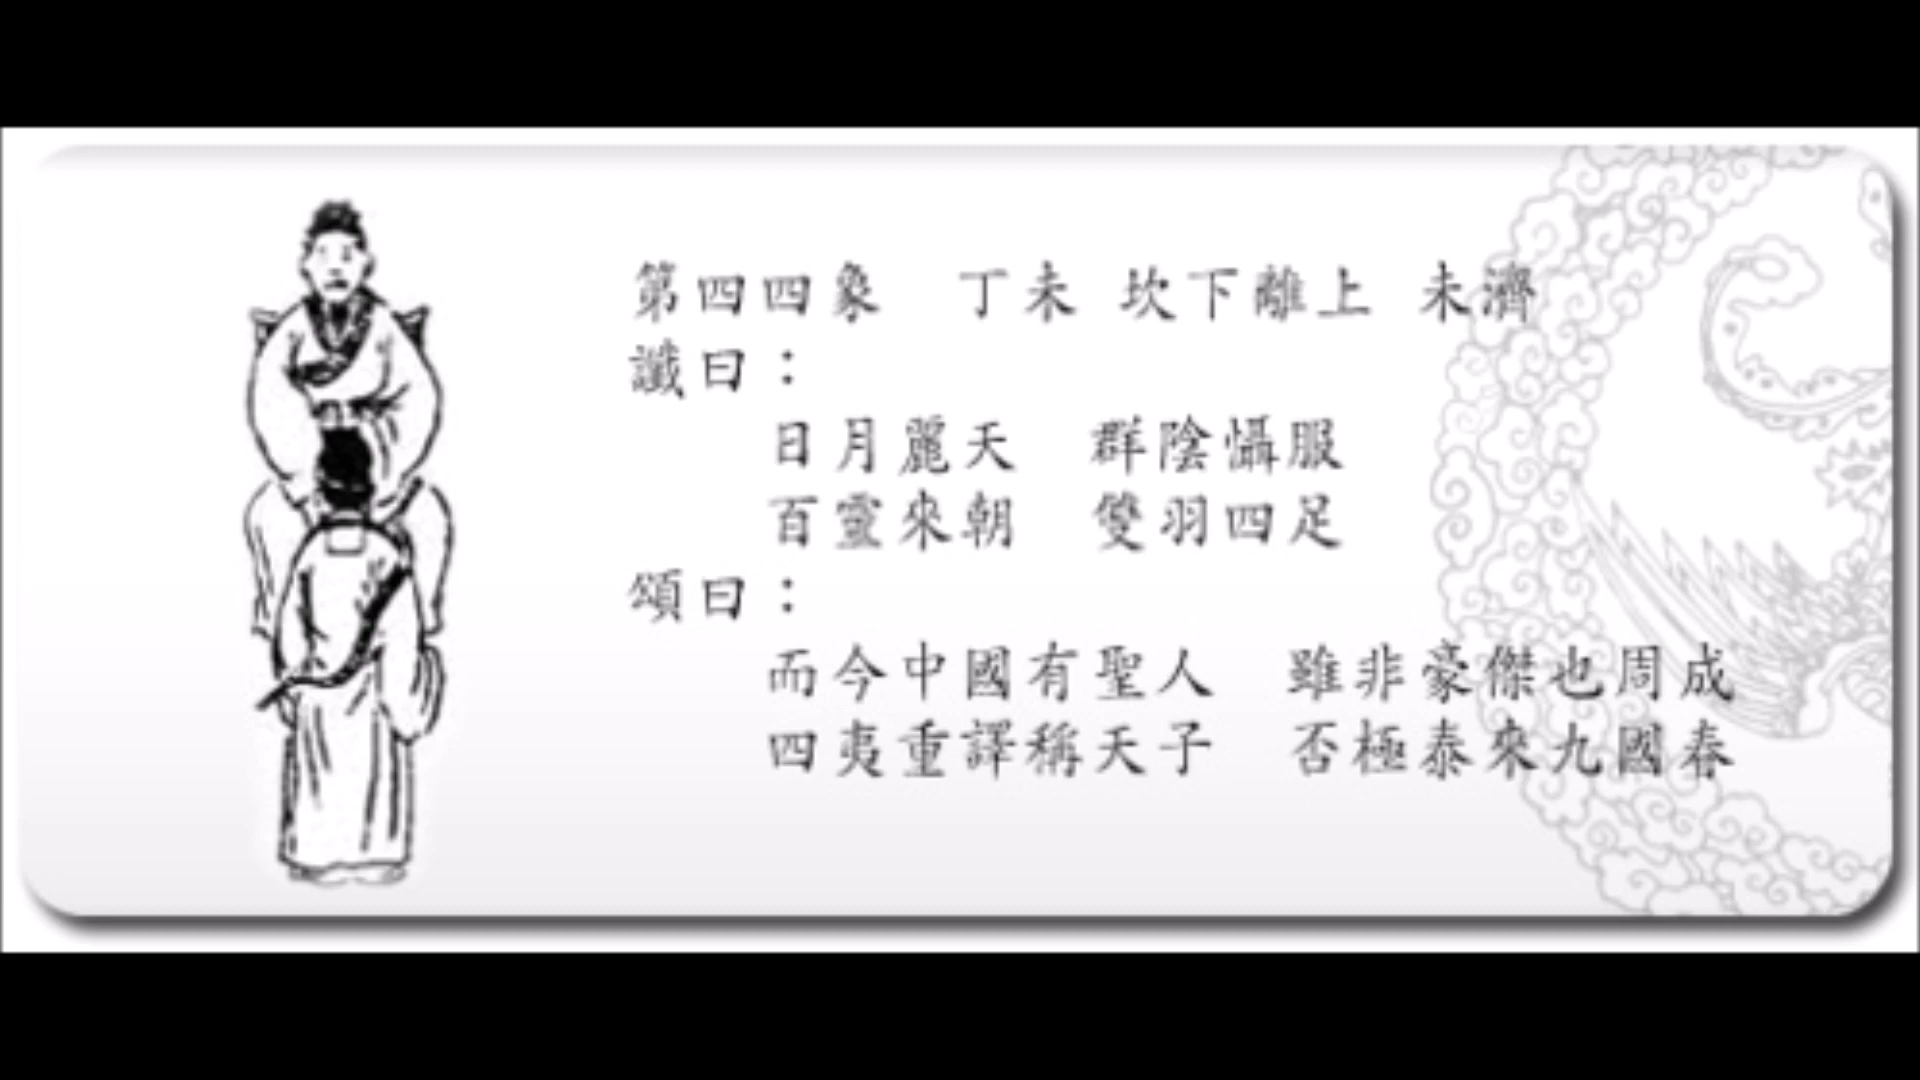 第四四象 丁未 坎下離上 未濟
讖曰：
日月麗天 群陰懾服
百靈來朝 雙羽四足
頌曰：
而今中國有聖人 雖非豪傑也周成
四夷重譯稱天子 否極泰來九國春